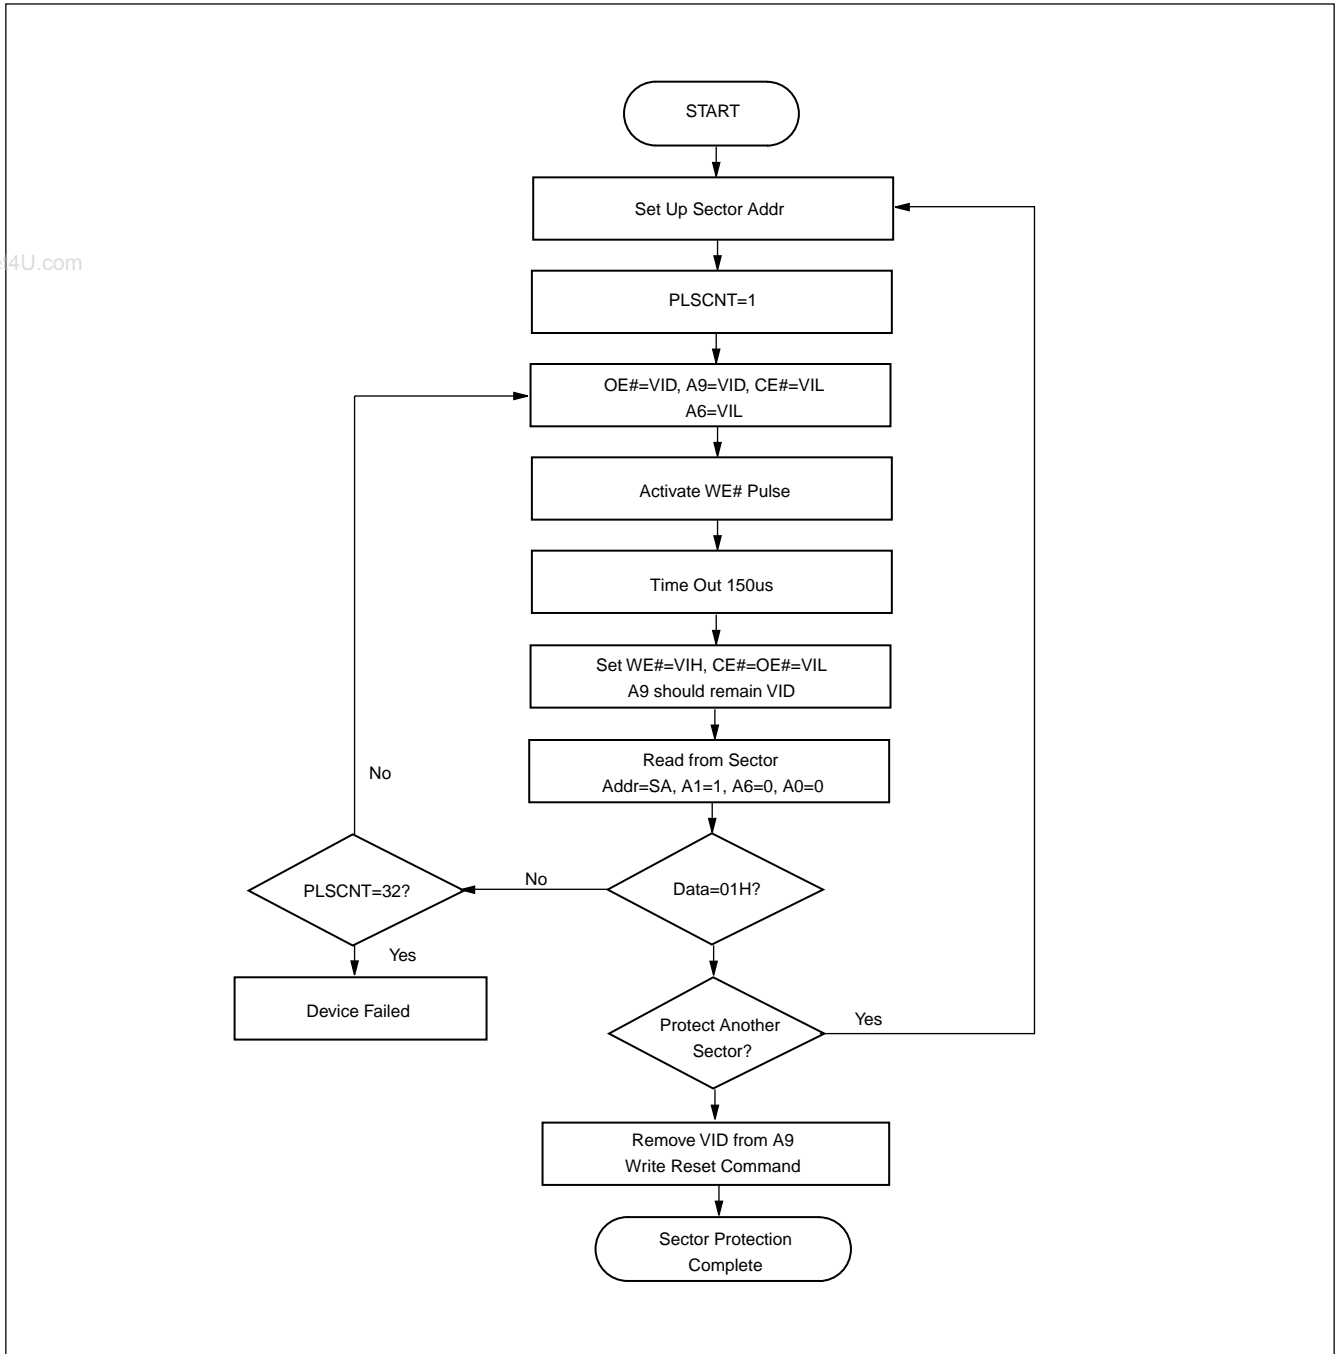 START
Set Up Sector Addr
4U.com
PLSCNT=1
OE#=VID, A9=VID, CE#=VIL
A6=VIL
Activate WE# Pulse
Time Out 150us
Set WE#=VIH, CE#=OE#=VIL
A9 should remain VID
Read from Sector
Addr=SA, A1=1, A6=0, A0=0
No
PLSCNT=32?
No
Data=01H?
Yes
Device Failed
Protect Another
Sector?
Yes
Remove VID from A9
Write Reset Command
Sector Protection
Complete